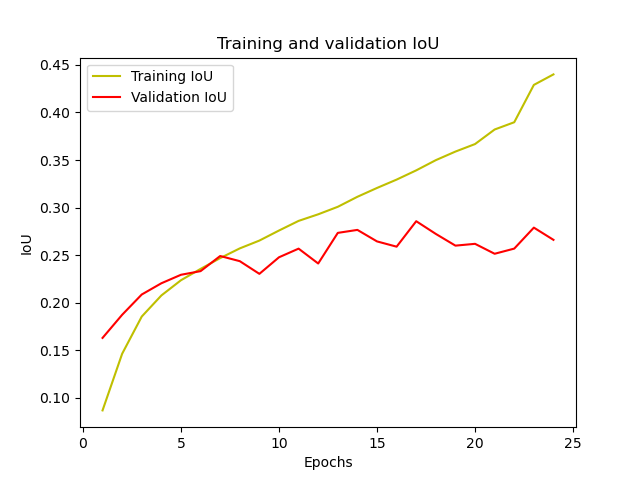 Training and validation IoU
Training IoU
Validation IoU
0.45
0.40
0.35
0.30
0.25
0.20
0.15
0.10
IoU
0 5 10 15 20 25
Epochs